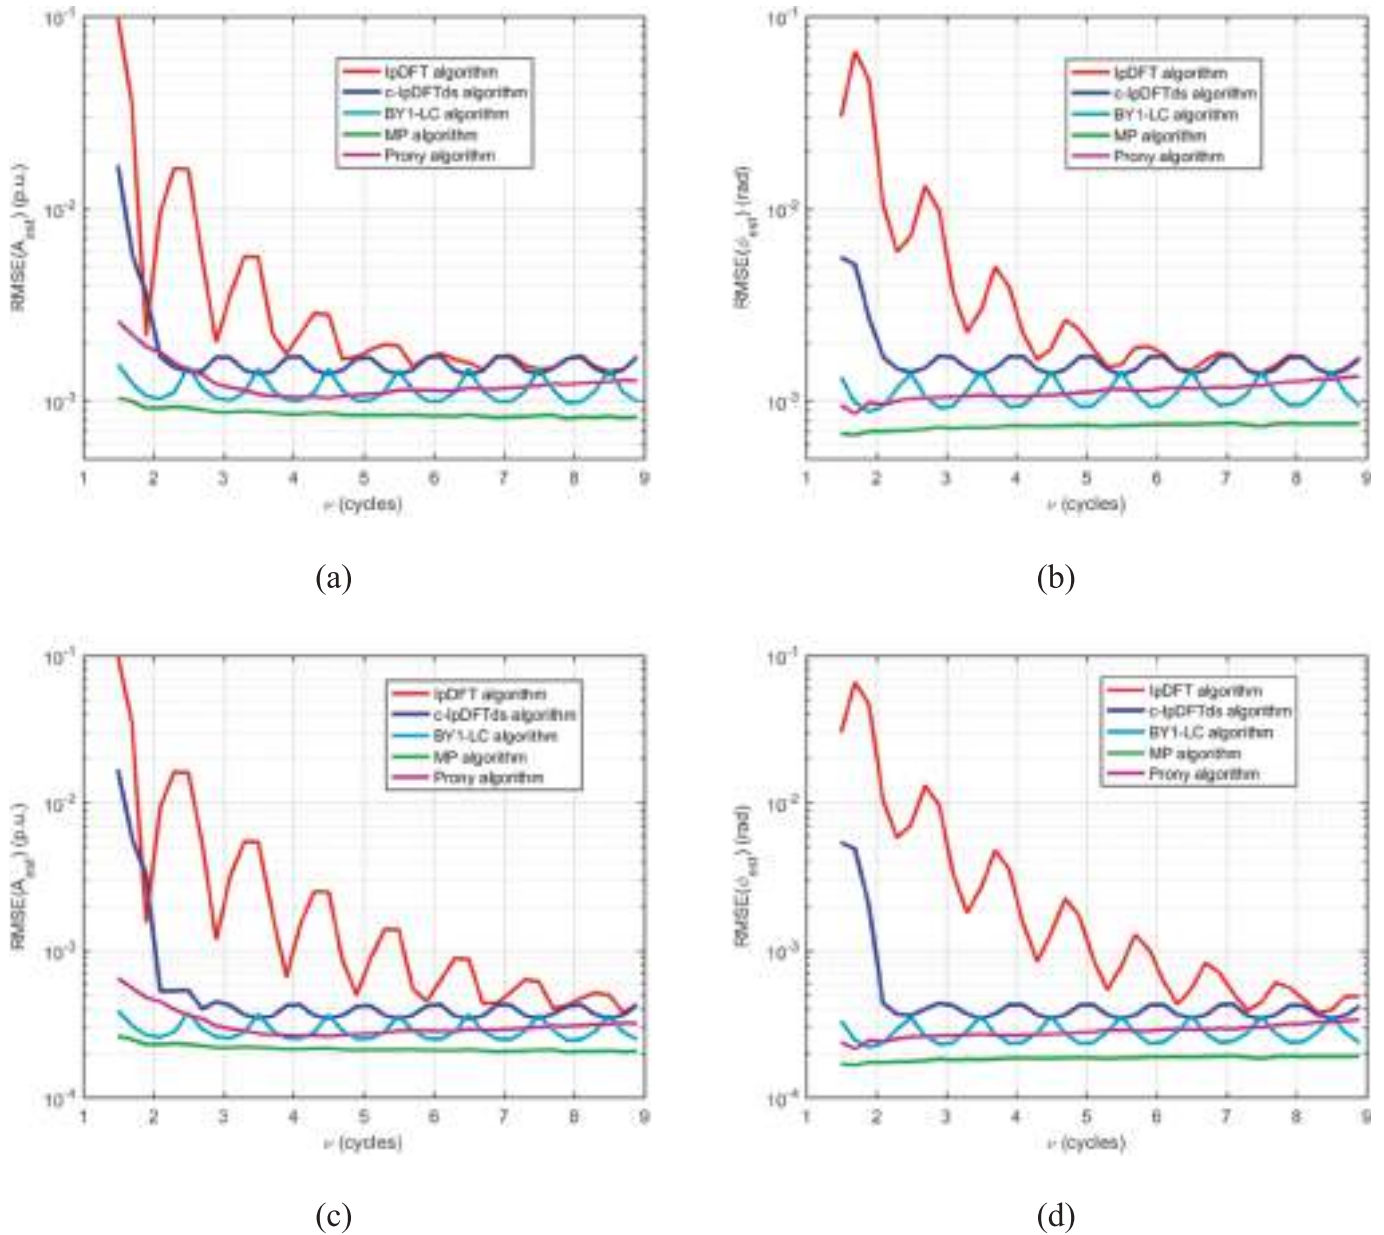 10^-1
10^-2
10^-3
RMSE(A_est) (p.u.)
IpDFT algorithm
c-IpDFTds algorithm
BY1-LC algorithm
MP algorithm
Prony algorithm
1 2 3 4 5 6 7 8 9
ν (cycles)
(a)
10^-1
10^-2
10^-3
RMSE(ϕ_est) (rad)
IpDFT algorithm
c-IpDFTds algorithm
BY1-LC algorithm
MP algorithm
Prony algorithm
1 2 3 4 5 6 7 8 9
ν (cycles)
(b)
10^-1
10^-2
10^-3
10^-4
RMSE(A_est) (p.u.)
IpDFT algorithm
c-IpDFTds algorithm
BY1-LC algorithm
MP algorithm
Prony algorithm
1 2 3 4 5 6 7 8 9
ν (cycles)
(c)
10^-1
10^-2
10^-3
10^-4
RMSE(ϕ_est) (rad)
IpDFT algorithm
c-IpDFTds algorithm
BY1-LC algorithm
MP algorithm
Prony algorithm
1 2 3 4 5 6 7 8 9
ν (cycles)
(d)